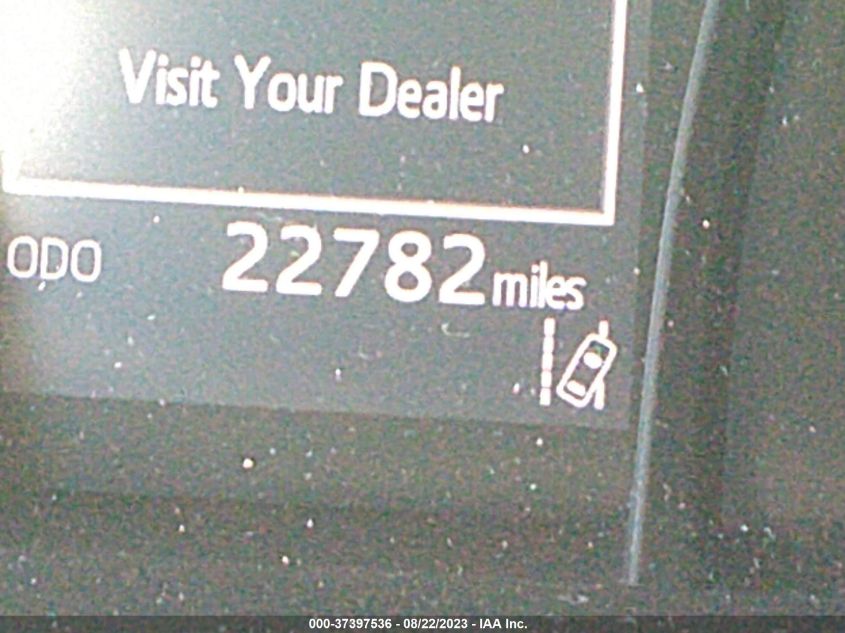 Visit Your Dealer
ODO 22782 miles
000-37397536 - 08/22/2023 - IAA Inc.